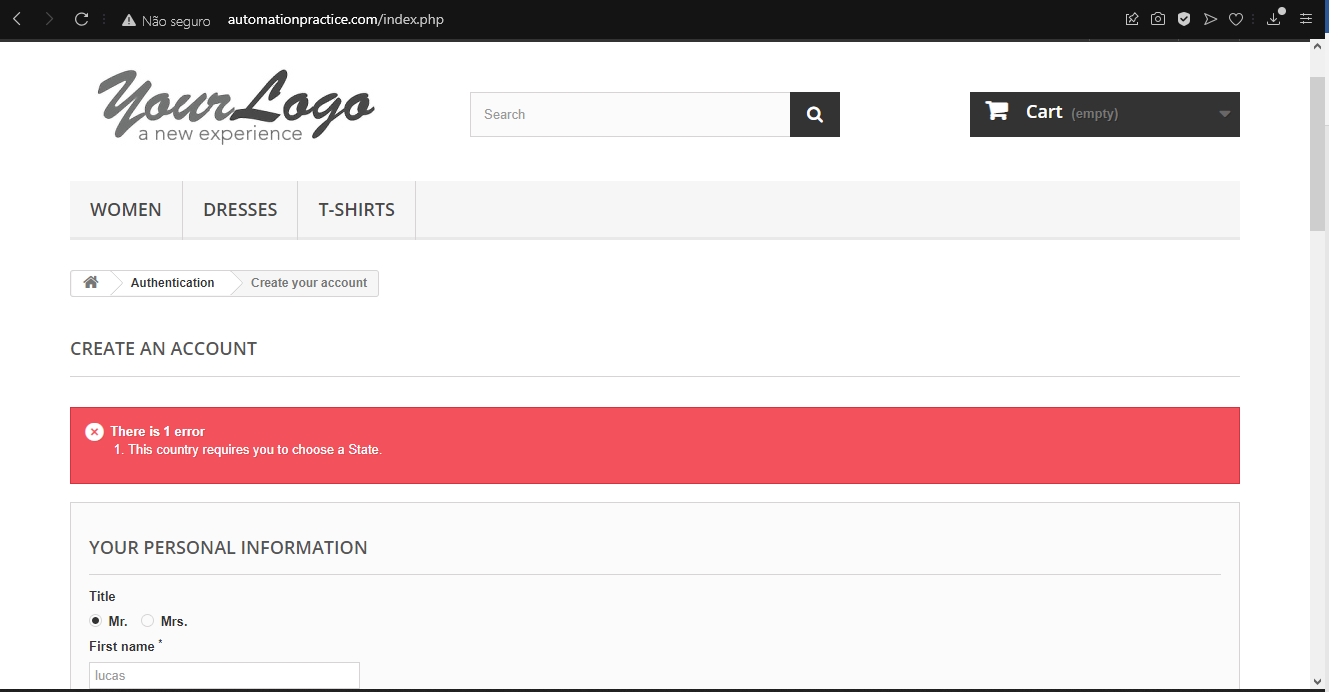 Não seguro automationpractice.com/index.php
YourLogo
a new experience
Search
Cart (empty)
WOMEN DRESSES T-SHIRTS
Authentication Create your account
CREATE AN ACCOUNT
There is 1 error
1. This country requires you to choose a State.
YOUR PERSONAL INFORMATION
Title
Mr. Mrs.
First name *
lucas